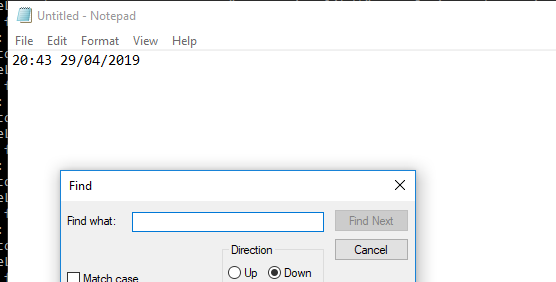 Untitled - Notepad
File Edit Format View Help
20:43 29/04/2019
Find
Find what:
Find Next
Cancel
Direction
Up Down
Match case